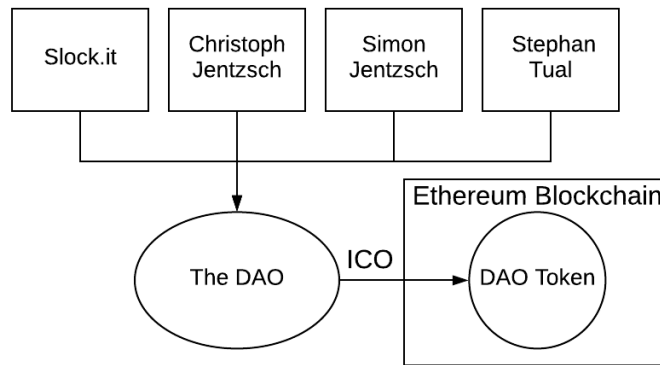 Slock.it
Christoph
Jentzsch
Simon
Jentzsch
Stephan
Tual
Ethereum Blockchain
The DAO
ICO
DAO Token